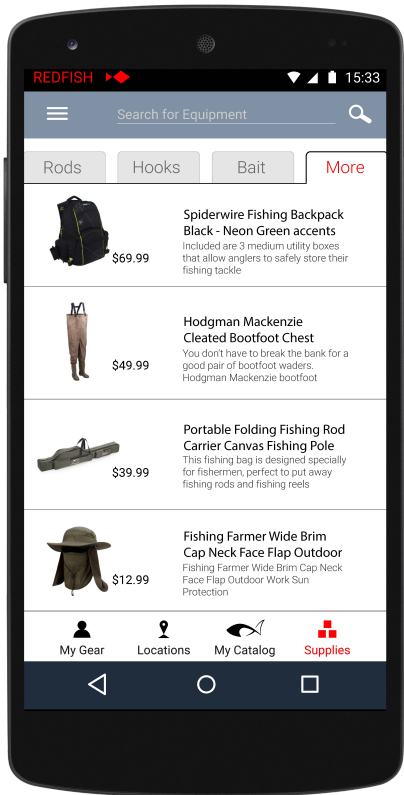 REDFISH 15:33
Search for Equipment
Rods Hooks Bait More
Spiderwire Fishing Backpack
Black - Neon Green accents
Included are 3 medium utility boxes
that allow anglers to safely store their
fishing tackle
$69.99
Hodgman Mackenzie
Cleated Bootfoot Chest
You don't have to break the bank for a
good pair of bootfoot waders.
Hodgman Mackenzie bootfoot
$49.99
Portable Folding Fishing Rod
Carrier Canvas Fishing Pole
This fishing bag is designed specially
for fishermen, perfect to put away
fishing rods and fishing reels
$39.99
Fishing Farmer Wide Brim
Cap Neck Face Flap Outdoor
Fishing Farmer Wide Brim Cap Neck
Face Flap Outdoor Work Sun
Protection
$12.99
My Gear Locations My Catalog Supplies